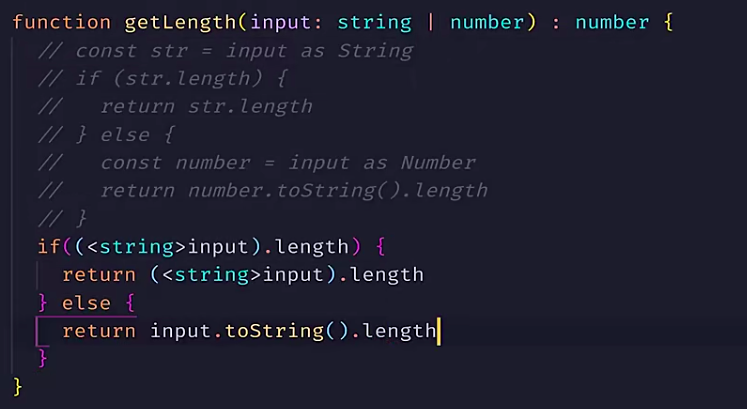 function getLength(input: string | number) : number {
  // const str = input as String
  // if (str.length) {
  //   return str.length
  // } else {
  //   const number = input as Number
  //   return number.toString().length
  // }
  if((<string>input).length) {
    return (<string>input).length
  } else {
    return input.toString().length
  }
}